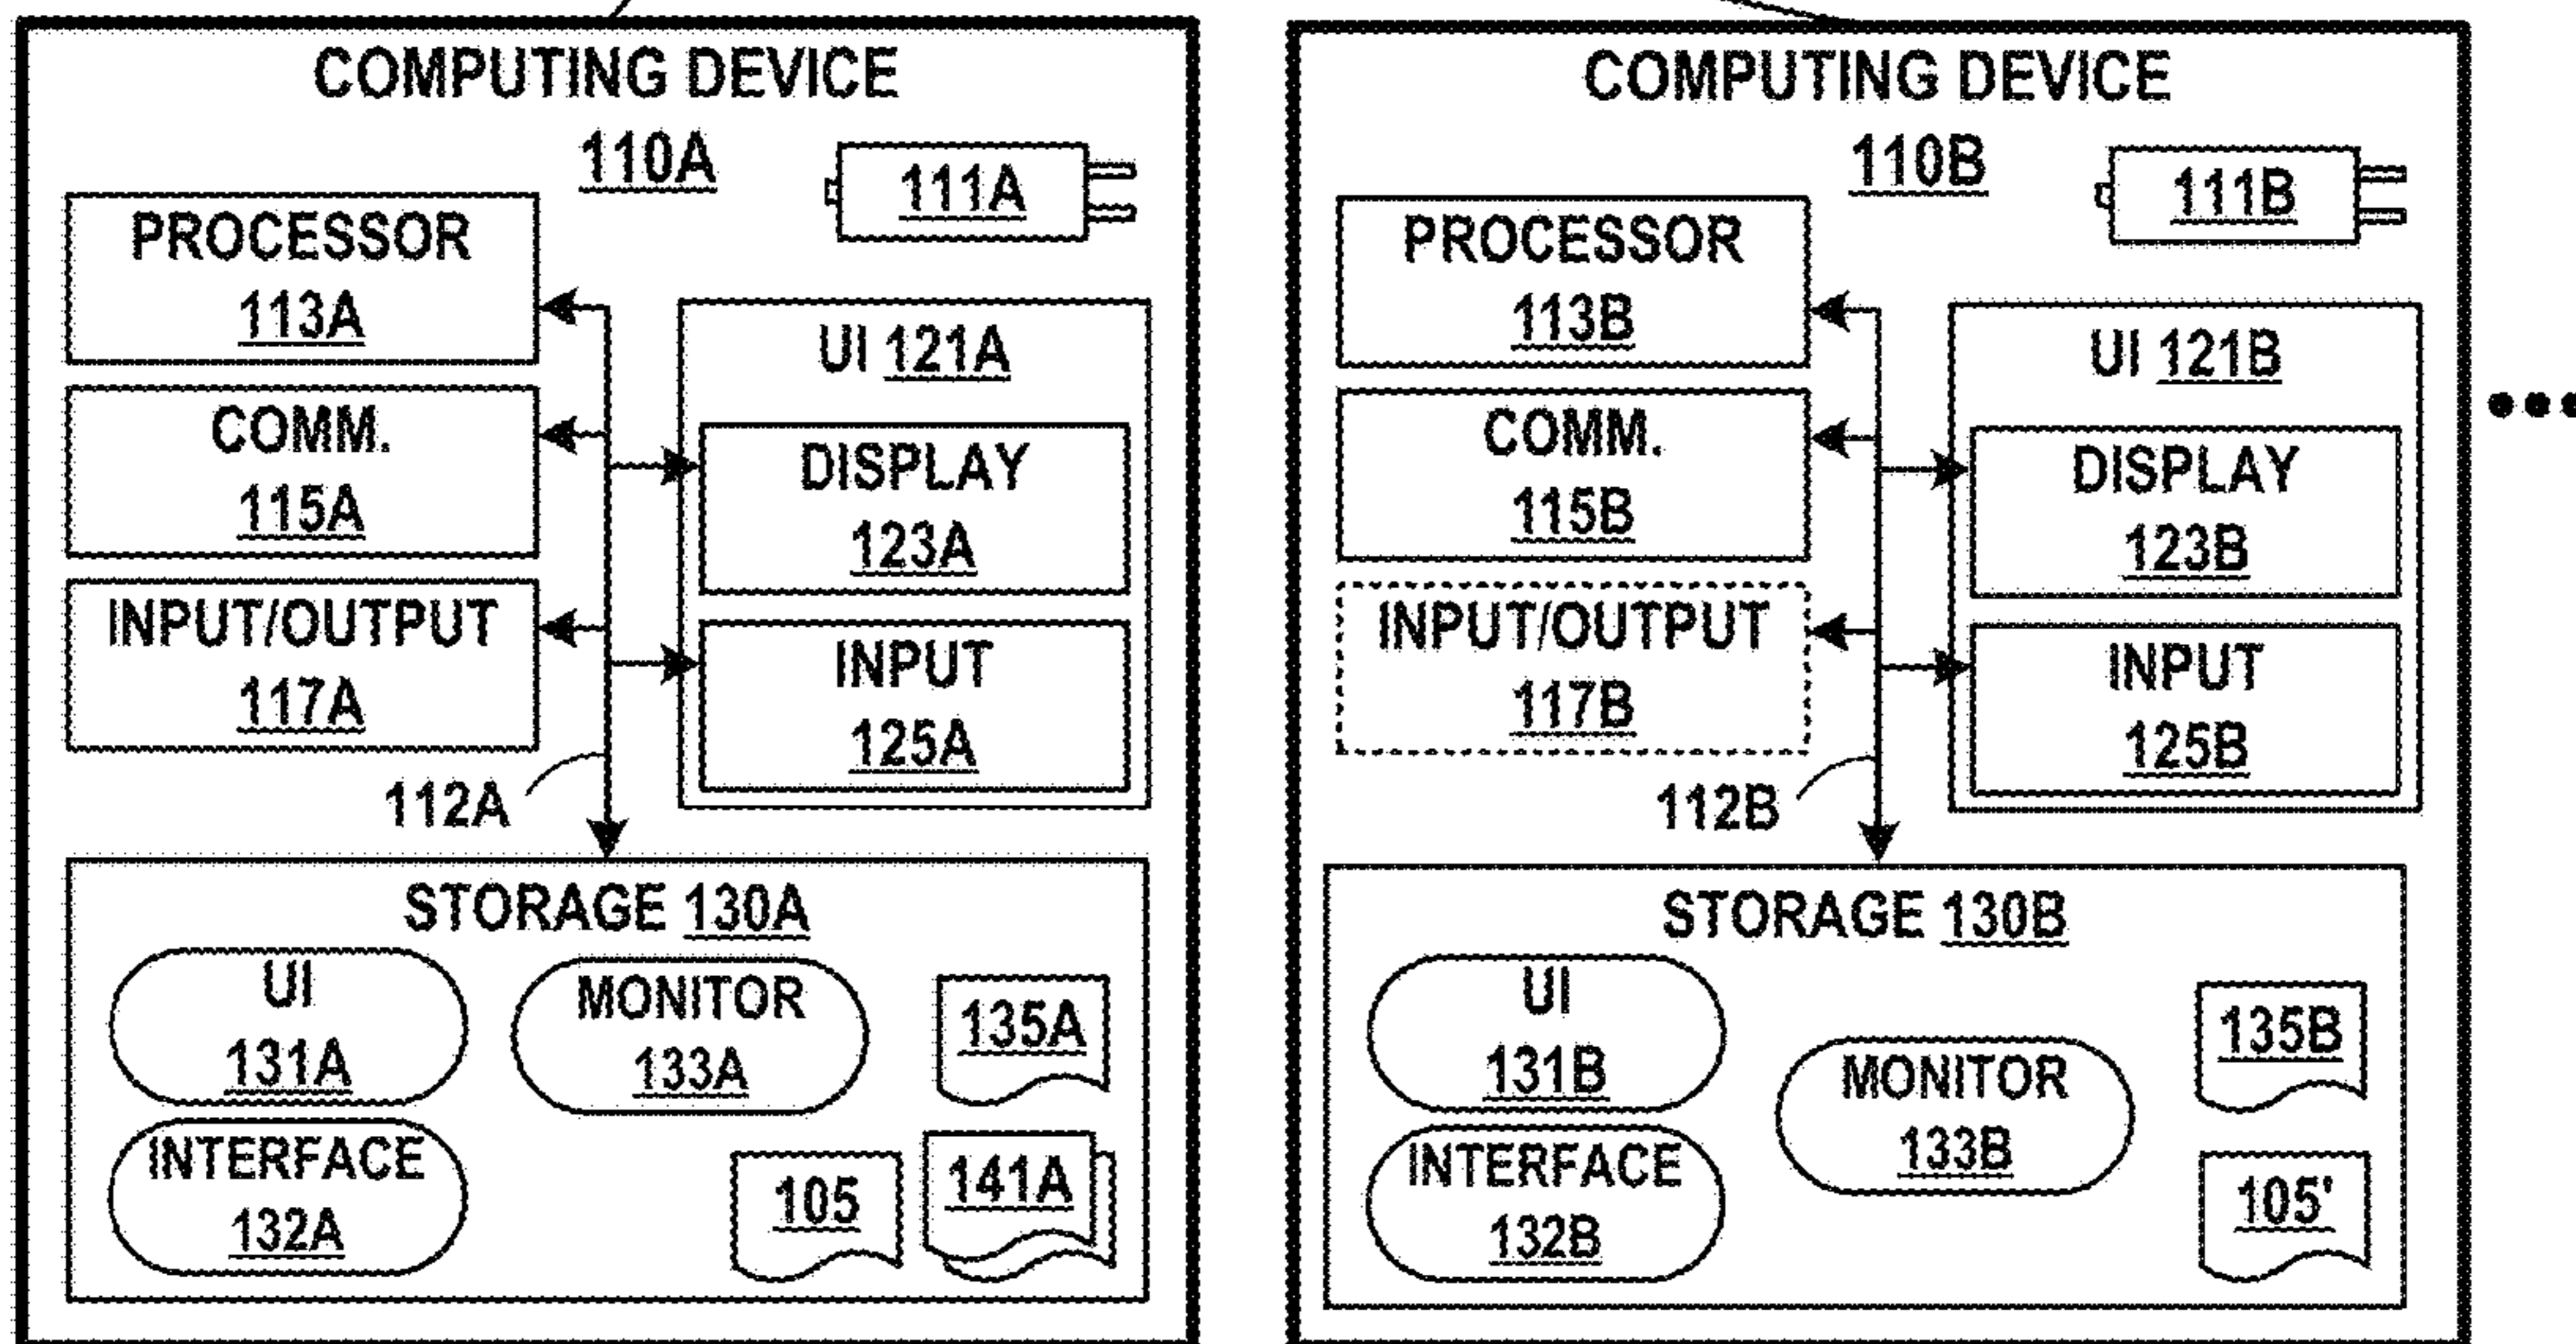 COMPUTING DEVICE
110A
111A
PROCESSOR
113A
UI 121A
COMM.
115A
DISPLAY
123A
INPUT/OUTPUT
117A
INPUT
125A
112A
STORAGE 130A
UI
131A
MONITOR
133A
135A
INTERFACE
132A
105
141A
COMPUTING DEVICE
110B
111B
PROCESSOR
113B
UI 121B
COMM.
115B
DISPLAY
123B
INPUT/OUTPUT
117B
INPUT
125B
112B
STORAGE 130B
UI
131B
MONITOR
133B
135B
INTERFACE
132B
105'